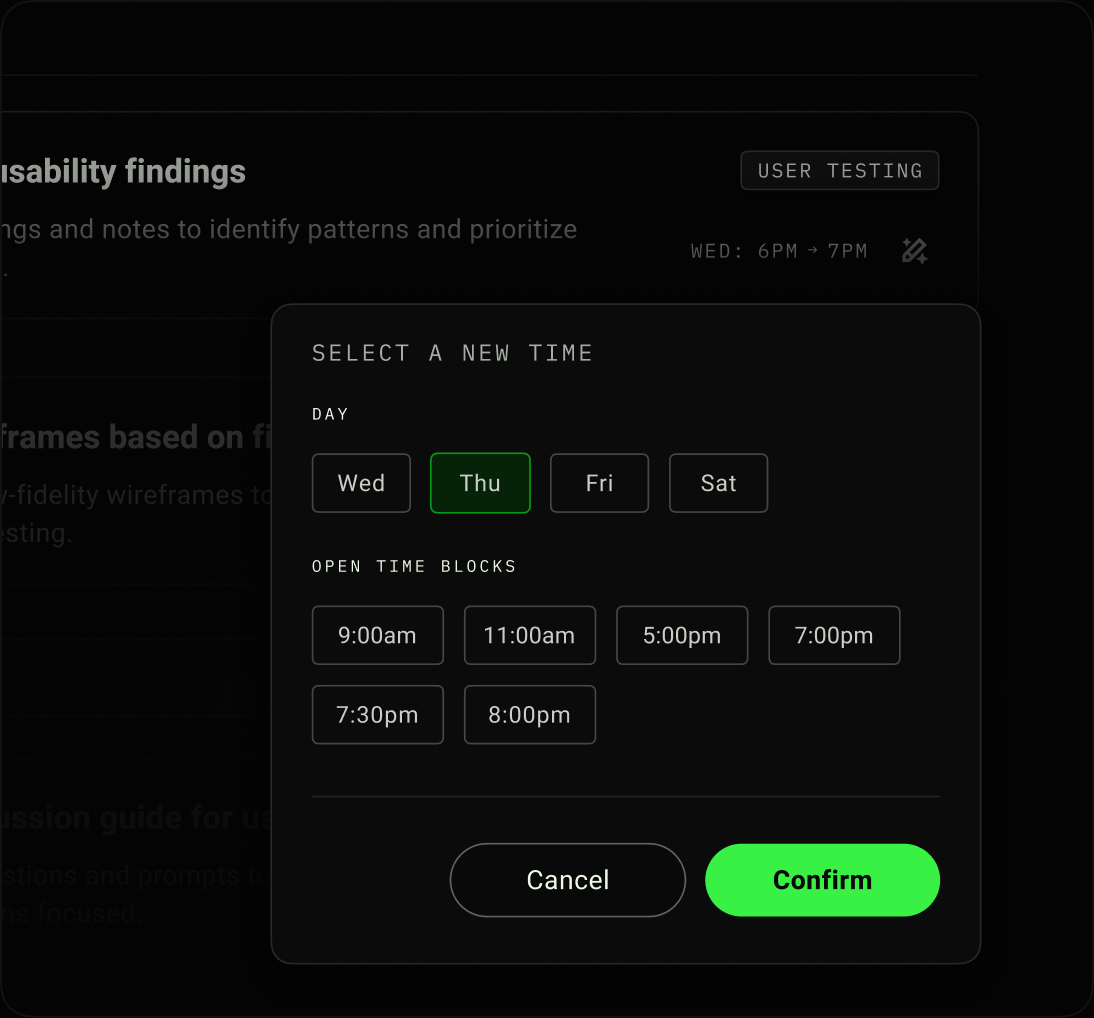 usability findings
USER TESTING
ngs and notes to identify patterns and prioritize
.
WED: 6PM → 7PM
SELECT A NEW TIME
DAY
frames based on fi
Wed Thu Fri Sat
-fidelity wireframes to
esting.
OPEN TIME BLOCKS
9:00am 11:00am 5:00pm 7:00pm
7:30pm 8:00pm
ussion guide for us
stions and prompts to
ns focused.
Cancel Confirm